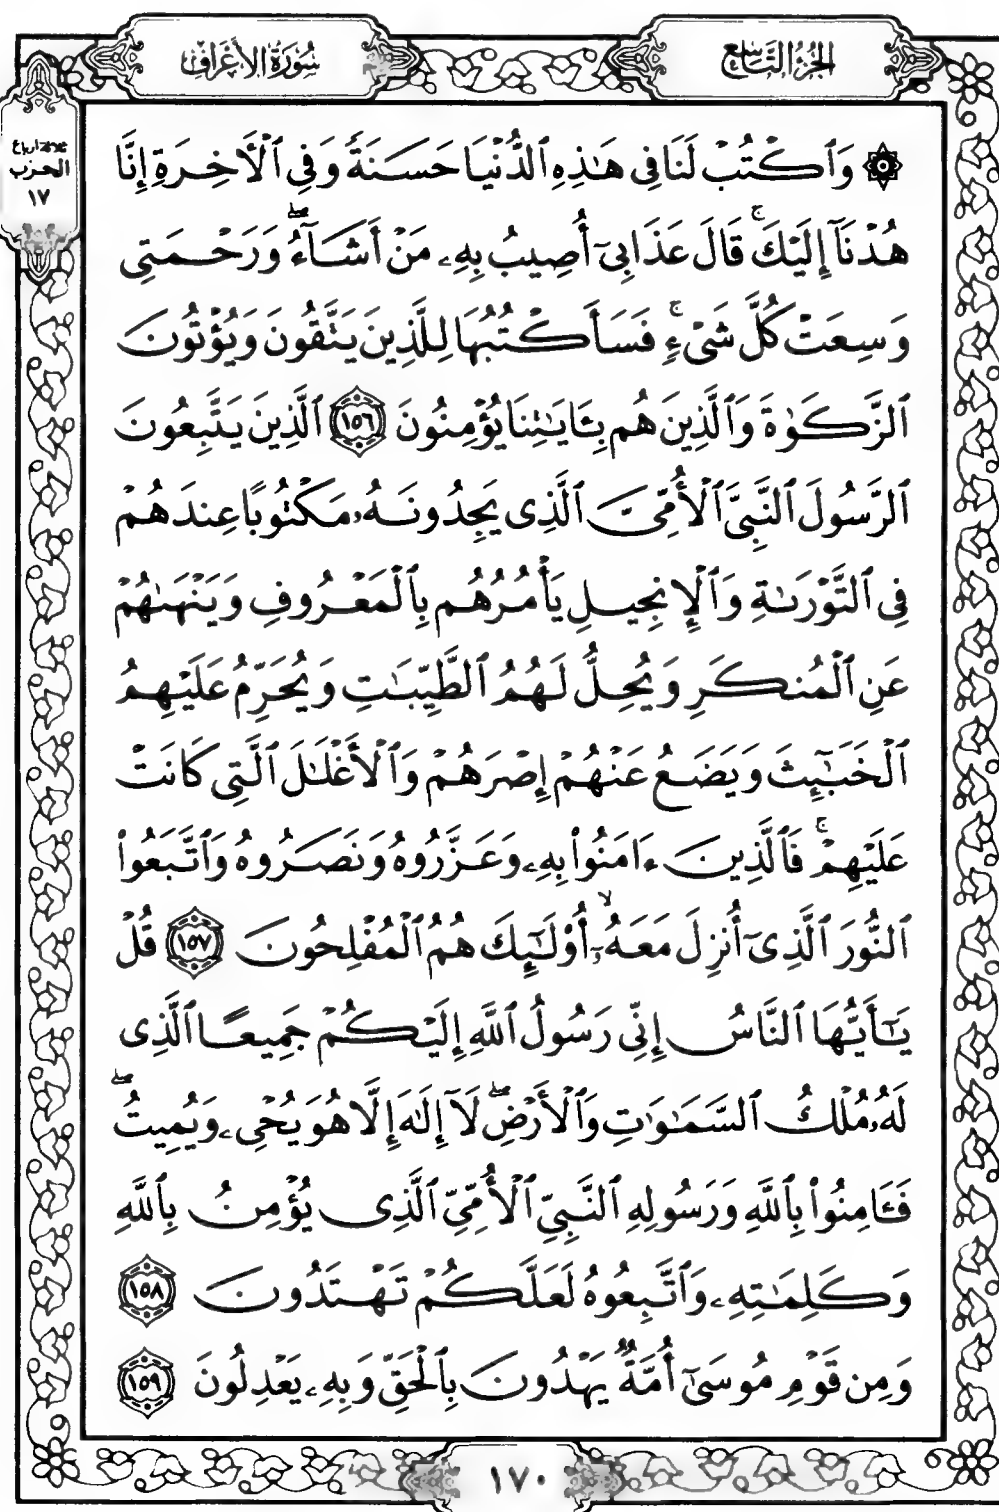 الجزء التاسع
سورة الأعراف
ثلاثة أرباع
الحزب
١٧
۞ وَٱكۡتُبۡ لَنَا فِي هَٰذِهِ ٱلدُّنۡيَا حَسَنَةٗ وَفِي ٱلۡأٓخِرَةِ إِنَّا
هُدۡنَآ إِلَيۡكَۚ قَالَ عَذَابِيٓ أُصِيبُ بِهِۦ مَنۡ أَشَآءُۖ وَرَحۡمَتِي
وَسِعَتۡ كُلَّ شَيۡءٖۚ فَسَأَكۡتُبُهَا لِلَّذِينَ يَتَّقُونَ وَيُؤۡتُونَ
ٱلزَّكَوٰةَ وَٱلَّذِينَ هُم بِـَٔايَٰتِنَا يُؤۡمِنُونَ ١٥٦ ٱلَّذِينَ يَتَّبِعُونَ
ٱلرَّسُولَ ٱلنَّبِيَّ ٱلۡأُمِّيَّ ٱلَّذِي يَجِدُونَهُۥ مَكۡتُوبًا عِندَهُمۡ
فِي ٱلتَّوۡرَىٰةِ وَٱلۡإِنجِيلِ يَأۡمُرُهُم بِٱلۡمَعۡرُوفِ وَيَنۡهَىٰهُمۡ
عَنِ ٱلۡمُنكَرِ وَيُحِلُّ لَهُمُ ٱلطَّيِّبَٰتِ وَيُحَرِّمُ عَلَيۡهِمُ
ٱلۡخَبَٰٓئِثَ وَيَضَعُ عَنۡهُمۡ إِصۡرَهُمۡ وَٱلۡأَغۡلَٰلَ ٱلَّتِي كَانَتۡ
عَلَيۡهِمۡۚ فَٱلَّذِينَ ءَامَنُواْ بِهِۦ وَعَزَّرُوهُ وَنَصَرُوهُ وَٱتَّبَعُواْ
ٱلنُّورَ ٱلَّذِيٓ أُنزِلَ مَعَهُۥٓ أُوْلَٰٓئِكَ هُمُ ٱلۡمُفۡلِحُونَ ١٥٧ قُلۡ
يَٰٓأَيُّهَا ٱلنَّاسُ إِنِّي رَسُولُ ٱللَّهِ إِلَيۡكُمۡ جَمِيعًا ٱلَّذِي
لَهُۥ مُلۡكُ ٱلسَّمَٰوَٰتِ وَٱلۡأَرۡضِۖ لَآ إِلَٰهَ إِلَّا هُوَ يُحۡيِۦ وَيُمِيتُۖ
فَـَٔامِنُواْ بِٱللَّهِ وَرَسُولِهِ ٱلنَّبِيِّ ٱلۡأُمِّيِّ ٱلَّذِي يُؤۡمِنُ بِٱللَّهِ
وَكَلِمَٰتِهِۦ وَٱتَّبِعُوهُ لَعَلَّكُمۡ تَهۡتَدُونَ ١٥٨
وَمِن قَوۡمِ مُوسَىٰٓ أُمَّةٞ يَهۡدُونَ بِٱلۡحَقِّ وَبِهِۦ يَعۡدِلُونَ ١٥٩
١٧٠